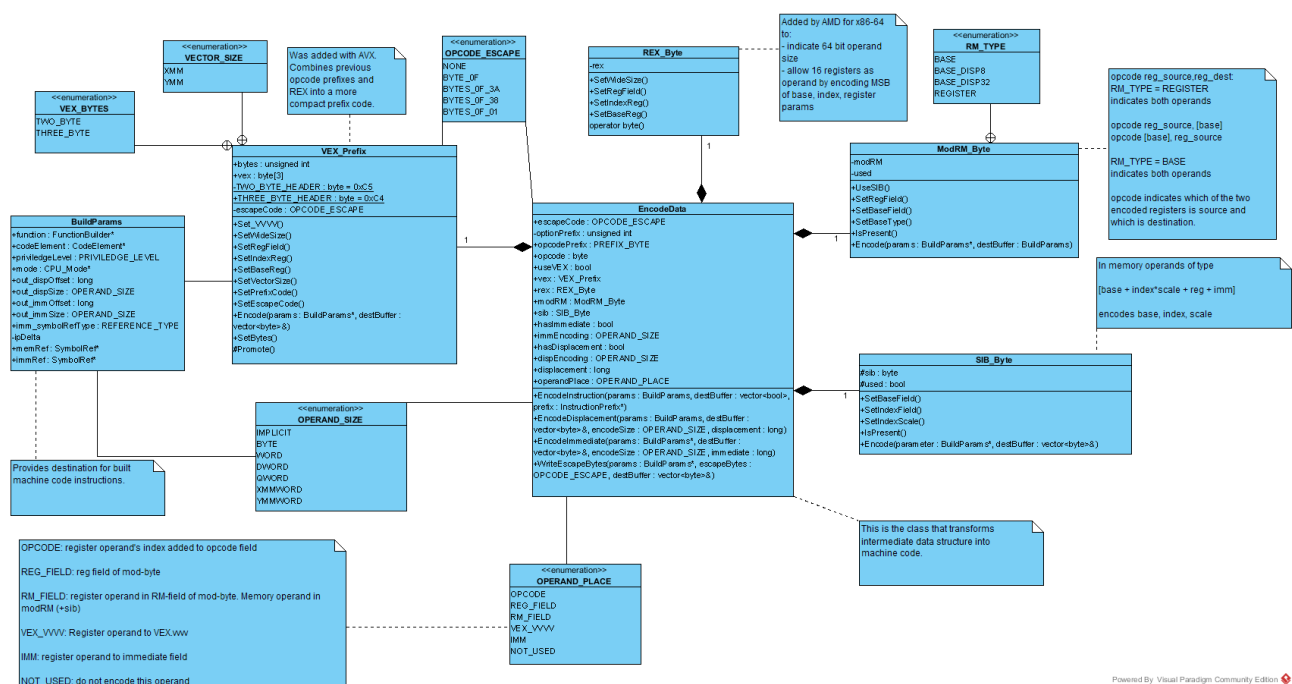 <<enumeration>>
VECTOR_SIZE
XMM
YMM
<<enumeration>>
VEX_BYTES
TWO_BYTE
THREE_BYTE
Was added with AVX.
Combines previous
opcode prefixes and
REX into a more
compact prefix code.
<<enumeration>>
OPCODE_ESCAPE
NONE
BYTE_0F
BYTES_0F_3A
BYTES_0F_38
BYTES_0F_01
REX_Byte
-rex
+SetWideSize()
+SetRegField()
+SetIndexReg()
+SetBaseReg()
operator byte()
Added by AMD for x86-64
to:
- indicate 64 bit operand
size
- allow 16 registers as
operand by encoding MSB
of base, index, register
params
<<enumeration>>
RM_TYPE
BASE
BASE_DISP8
BASE_DISP32
REGISTER
opcode reg_source,reg_dest:
RM_TYPE = REGISTER
indicates both operands
opcode reg_source, [base]
opcode [base], reg_source
RM_TYPE = BASE
indicates both operands
opcode indicates which of the two
encoded registers is source and
which is destination.
VEX_Prefix
+bytes : unsigned int
+vex : byte[3]
-TWO_BYTE_HEADER : byte = 0xC5
+THREE_BYTE_HEADER : byte = 0xC4
-escapeCode : OPCODE_ESCAPE
+Set_VVVV()
+SetWideSize()
+SetRegField()
+SetIndexReg()
+SetBaseReg()
+SetVectorSize()
+SetPrefixCode()
+SetEscapeCode()
+Encode(params : BuildParams*, destBuffer :
vector<byte>&)
+SetBytes()
#Promote()
1
1
ModRM_Byte
-modRM
-used
+UseSIB()
+SetRegField()
+SetBaseField()
+SetBaseType()
+IsPresent()
+Encode(params : BuildParams*, destBuffer : BuildParams)
1
BuildParams
+function : FunctionBuilder*
+codeElement : CodeElement*
+priviledgeLevel : PRIVILEDGE_LEVEL
+mode : CPU_Mode*
+out_dispOffset : long
+out_dispSize : OPERAND_SIZE
+out_immOffset : long
+out_immSize : OPERAND_SIZE
+imm_symbolRefType : REFERENCE_TYPE
-ipDelta
+memRef : SymbolRef*
+immRef : SymbolRef*
EncodeData
+escapeCode : OPCODE_ESCAPE
-optionPrefix : unsigned int
+opcodePrefix : PREFIX_BYTE
+opcode : byte
+useVEX : bool
+vex : VEX_Prefix
+rex : REX_Byte
+modRM : ModRM_Byte
+sib : SIB_Byte
+hasImmediate : bool
+immEncoding : OPERAND_SIZE
+hasDisplacement : bool
+dispEncoding : OPERAND_SIZE
+displacement : long
+operandPlace : OPERAND_PLACE
+EncodeInstruction(params : BuildParams, destBuffer : vector<bool>,
prefix : InstructionPrefix*)
+EncodeDisplacement(params : BuildParams, destBuffer :
vector<byte>&, encodeSize : OPERAND_SIZE, displacement : long)
+EncodeImmediate(params : BuildParams*, destBuffer :
vector<byte>&, encodeSize : OPERAND_SIZE, immediate : long)
+WriteEscapeBytes(params : BuildParams*, escapeBytes :
OPCODE_ESCAPE, destBuffer : vector<byte>&)
In memory operands of type
[base + index*scale + reg + imm]
encodes base, index, scale
SIB_Byte
#sib : byte
#used : bool
+SetBaseField()
+SetIndexField()
+SetIndexScale()
+IsPresent()
+Encode(parameter : BuildParams*, destBuffer : vector<byte>&)
1
<<enumeration>>
OPERAND_SIZE
IMPLICIT
BYTE
WORD
DWORD
QWORD
XMMWORD
YMMWORD
Provides destination for built
machine code instructions.
This is the class that transforms
intermediate data structure into
machine code.
OPCODE: register operand's index added to opcode field
REG_FIELD: reg field of mod-byte
RM_FIELD: register operand in RM-field of mod-byte. Memory operand in
modRM (+sib)
VEX_VVVV: Register operand to VEX.vvvv
IMM: register operand to immediate field
NOT_USED: do not encode this operand
<<enumeration>>
OPERAND_PLACE
OPCODE
REG_FIELD
RM_FIELD
VEX_VVVV
IMM
NOT_USED
Powered By Visual Paradigm Community Edition